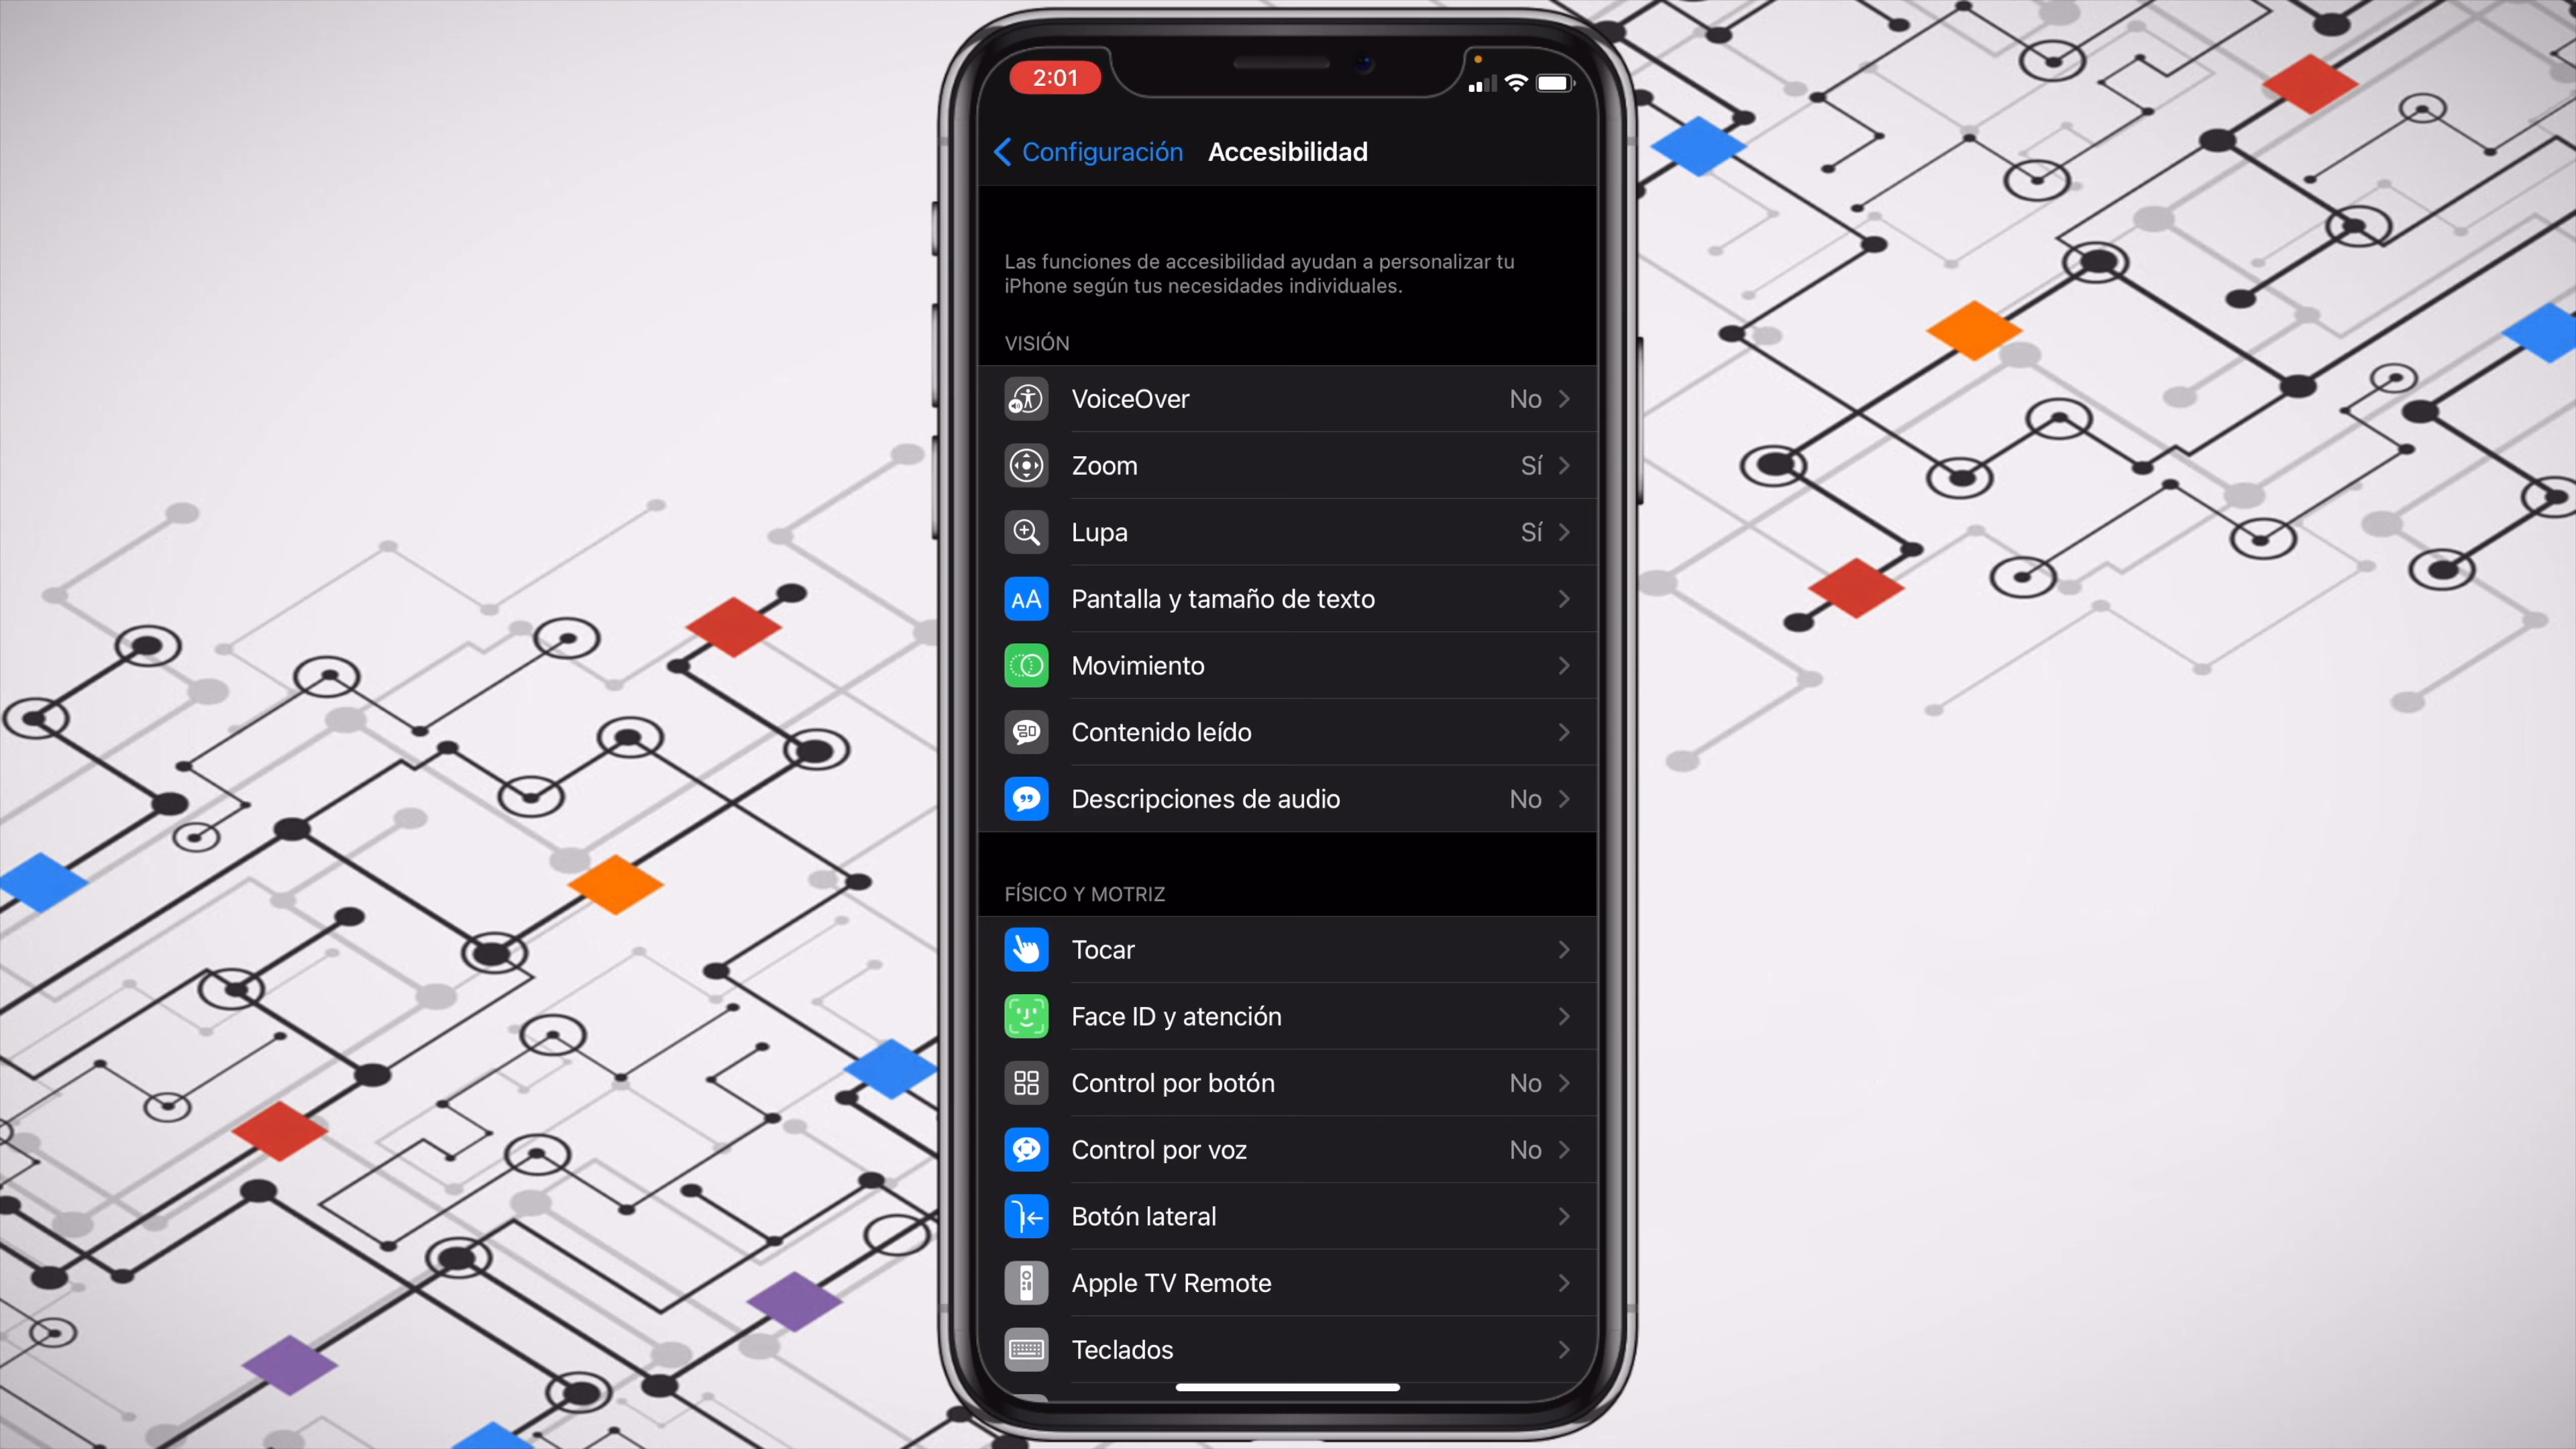 2:01
Configuración Accesibilidad
Las funciones de accesibilidad ayudan a personalizar tu
iPhone según tus necesidades individuales.
VISIÓN
VoiceOver No
Zoom Sí
Lupa Sí
AA Pantalla y tamaño de texto
Movimiento
Contenido leído
Descripciones de audio No
FÍSICO Y MOTRIZ
Tocar
Face ID y atención
Control por botón No
Control por voz No
Botón lateral
Apple TV Remote
Teclados